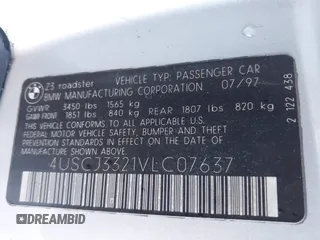 BMW
Z3 roadster VEHICLE TYP: PASSENGER CAR
BMW MANUFACTURING CORPORATION 07/97
GVWR 3450 lbs 1565 kg
GAWR FRONT 1851 lbs 840 kg REAR 1807 lbs 820 kg
THIS VEHICLE CONFORMS TO ALL APPLICABLE
FEDERAL MOTOR VEHICLE SAFETY, BUMPER, AND THEFT
PREVENTION STANDARDS IN EFFECT ON THE DATE OF
MANUFACTURE SHOWN ABOVE.
4USCJ3321VLC07637
2 122 438
DREAMBID